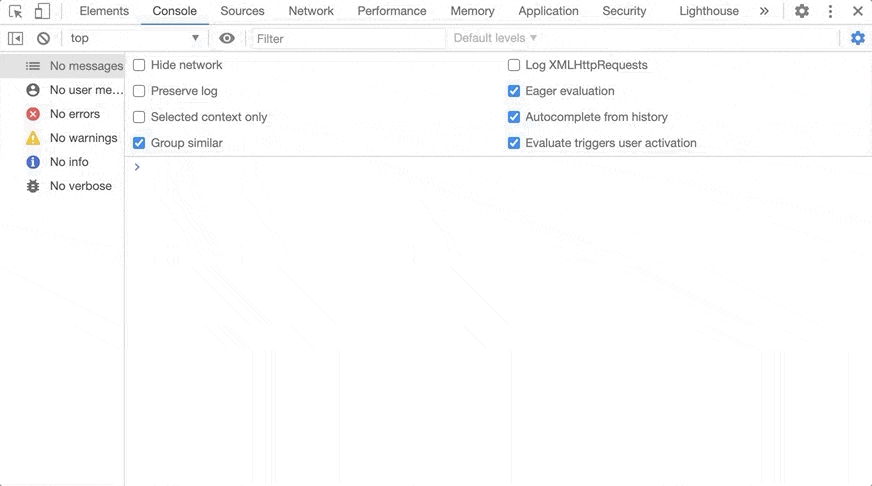 Elements Console Sources Network Performance Memory Application Security Lighthouse »
top ▼ Filter Default levels ▼
No messages
No user me...
No errors
No warnings
No info
No verbose
Hide network
Log XMLHttpRequests
Preserve log
Eager evaluation
Selected context only
Autocomplete from history
Group similar
Evaluate triggers user activation
>